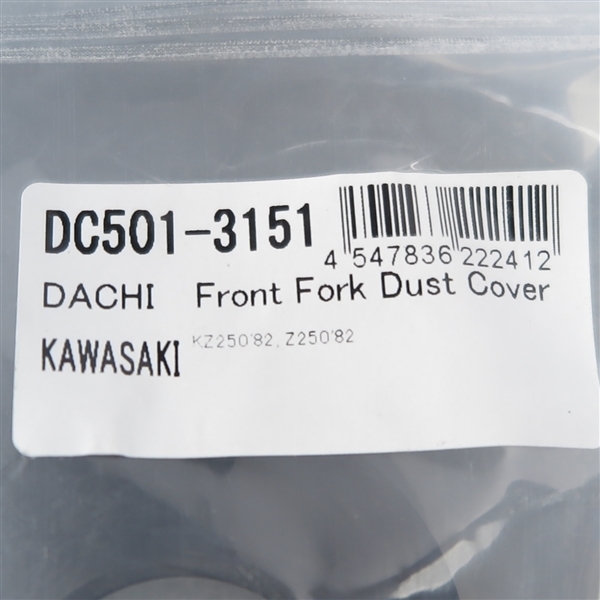 DC501-3151
4 547836 222412
DACHI Front Fork Dust Cover
KAWASAKI KZ250'82, Z250'82